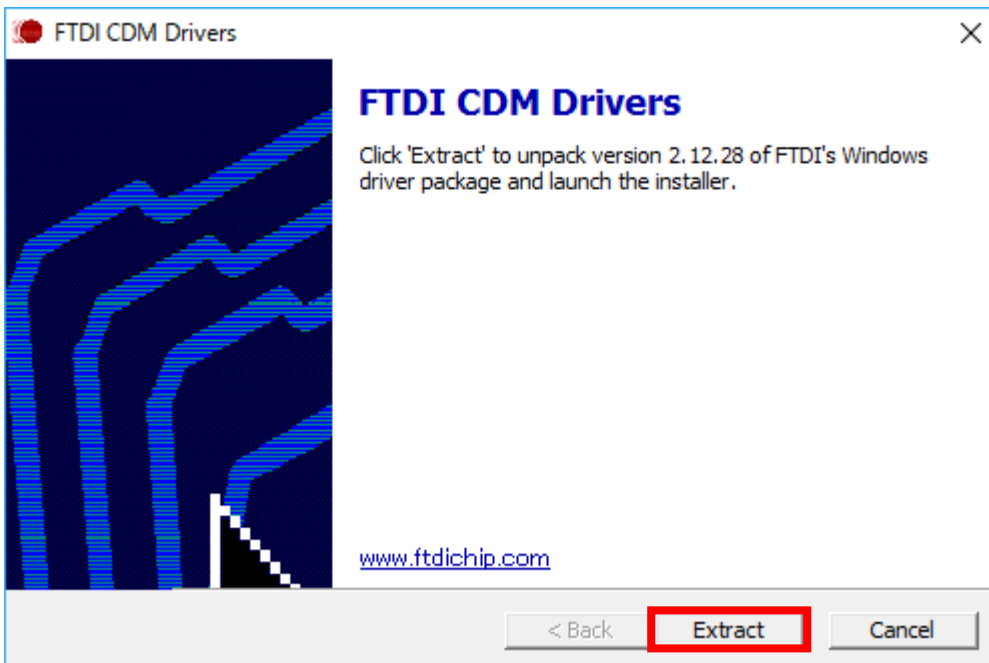 FTDI CDM Drivers
FTDI CDM Drivers
Click 'Extract' to unpack version 2.12.28 of FTDI's Windows
driver package and launch the installer.
www.ftdichip.com
< Back Extract Cancel